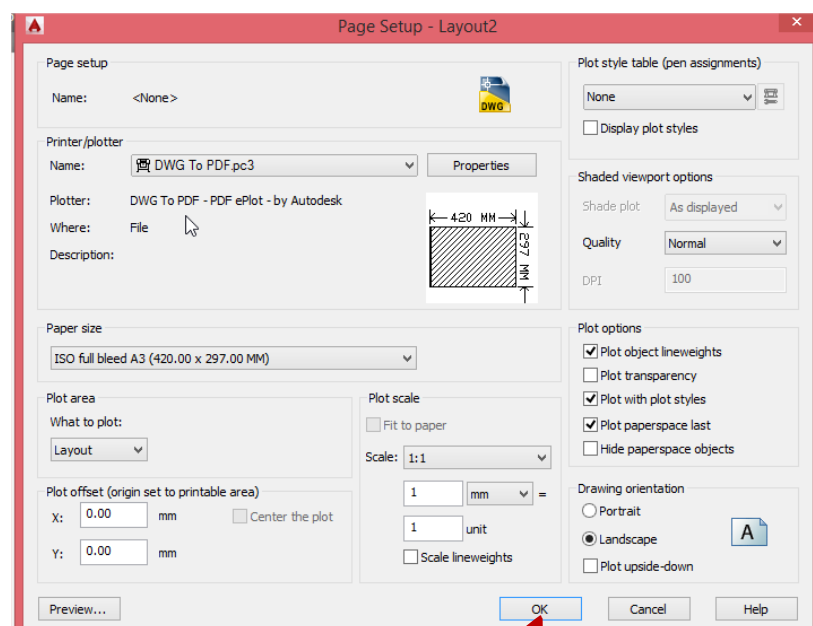 Page Setup - Layout2
Page setup
Name: <None>
DWG
Printer/plotter
Name: DWG To PDF.pc3
Properties
Plotter: DWG To PDF - PDF ePlot - by Autodesk
Where: File
Description:
420 MM
297 MM
Paper size
ISO full bleed A3 (420.00 x 297.00 MM)
Plot area
What to plot:
Layout
Plot scale
Fit to paper
Scale: 1:1
1 mm =
1 unit
Scale lineweights
Plot offset (origin set to printable area)
X: 0.00 mm
Center the plot
Y: 0.00 mm
Plot style table (pen assignments)
None
Display plot styles
Shaded viewport options
Shade plot As displayed
Quality Normal
DPI 100
Plot options
Plot object lineweights
Plot transparency
Plot with plot styles
Plot paperspace last
Hide paperspace objects
Drawing orientation
Portrait
Landscape
A
Plot upside-down
Preview...
OK
Cancel
Help